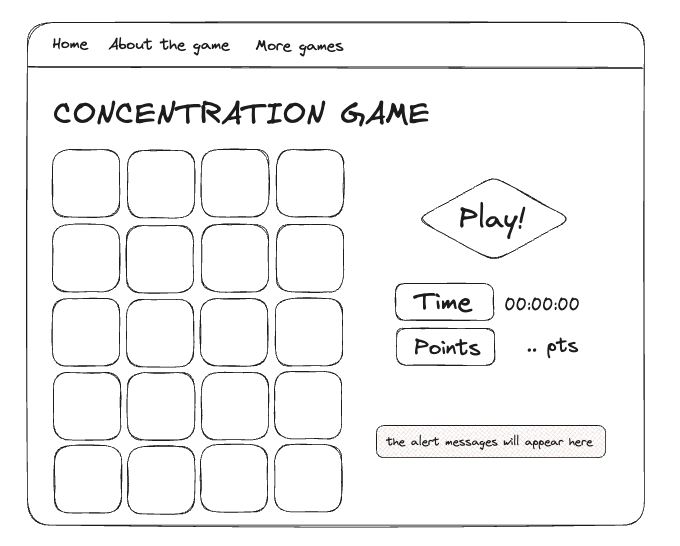 Home About the game More games
CONCENTRATION GAME
Play!
Time 00:00:00
Points .. pts
the alert messages will appear here